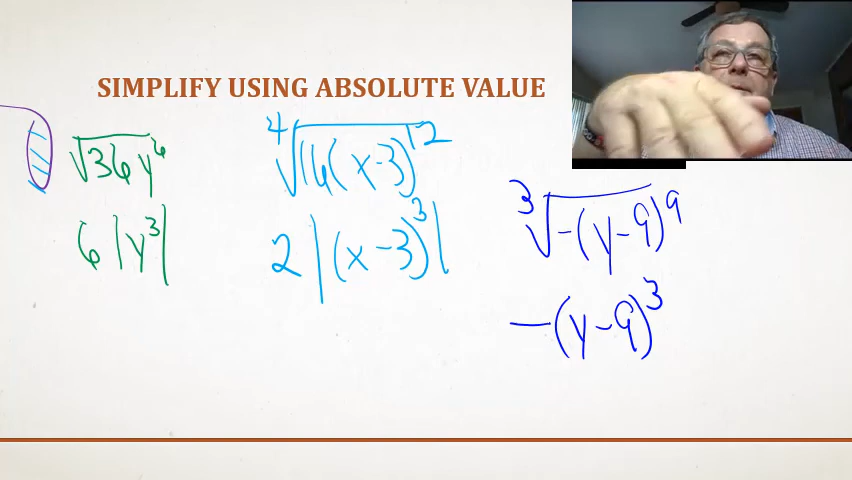 SIMPLIFY USING ABSOLUTE VALUE
√36y⁶
6|y³|
⁴√16(x-3)¹²
2|(x-3)³|
³√-(y-9)⁹
-(y-9)³